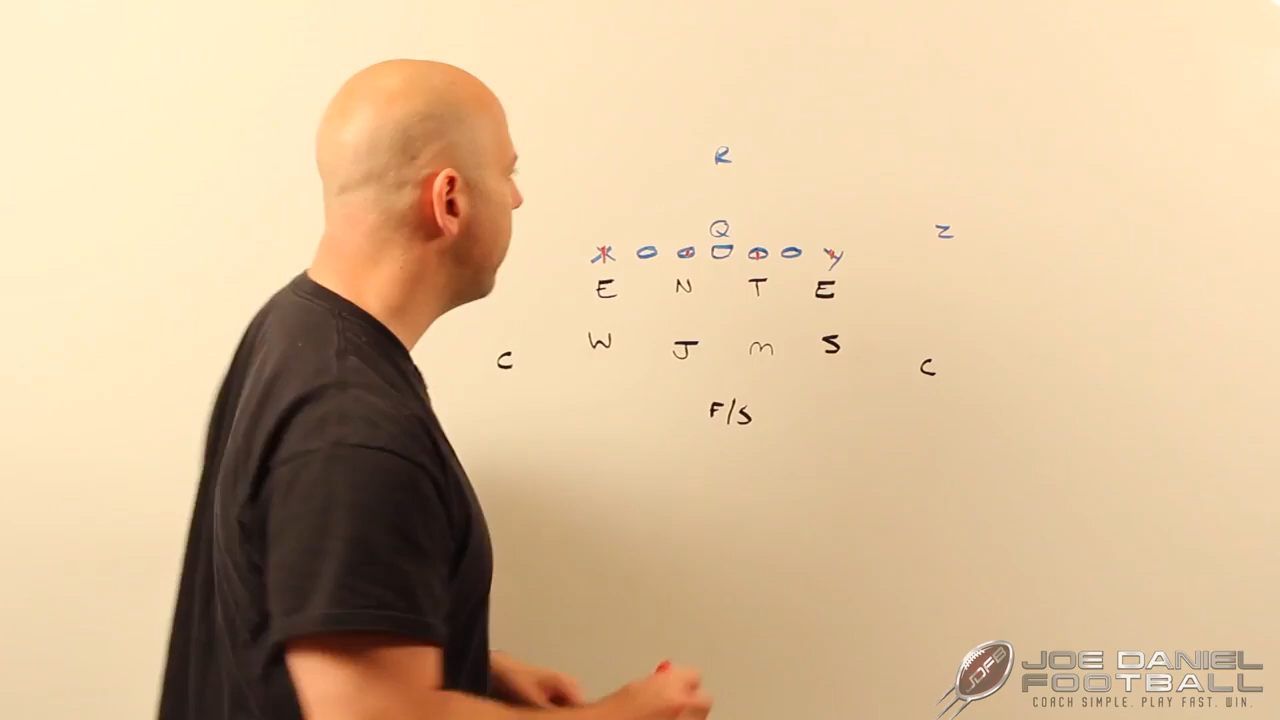 R
Q Z
X O O O O Y
E N T E
W J M S
C C
F/S
JDFB
JOE DANIEL
FOOTBALL
COACH SIMPLE. PLAY FAST. WIN.